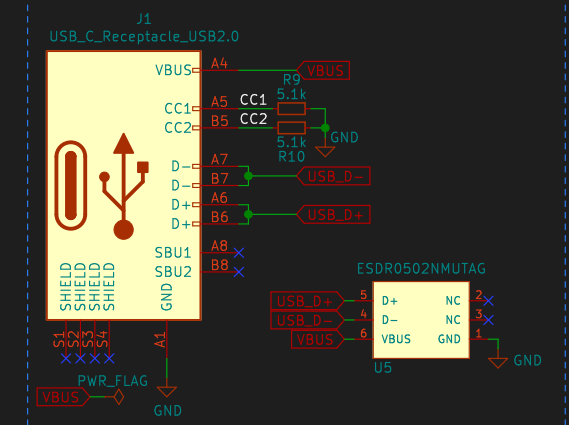 J1
USB_C_Receptacle_USB2.0
VBUS A4 VBUS
R9
5.1k
CC1 A5 CC1
CC2 B5 CC2
GND
5.1k
R10
D- A7
D- B7 USB_D-
D+ A6
D+ B6 USB_D+
SBU1 A8
SBU2 B8
SHIELD SHIELD SHIELD SHIELD GND
S1 S2 S3 S4 A1
PWR_FLAG
VBUS
GND
ESDR0502NMUTAG
USB_D+ 5 D+ NC 2
USB_D- 4 D- NC 3
VBUS 6 VBUS GND 1
GND
U5